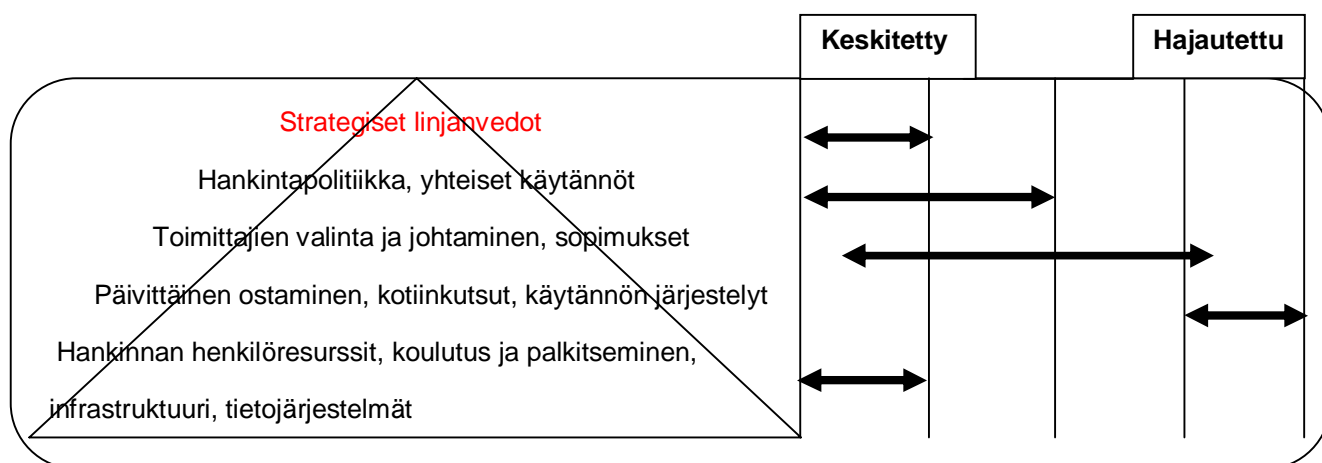 Keskitetty
Hajautettu
Strategiset linjanvedot
Hankintapolitiikka, yhteiset käytännöt
Toimittajien valinta ja johtaminen, sopimukset
Päivittäinen ostaminen, kotiinkutsut, käytännön järjestelyt
Hankinnan henkilöresurssit, koulutus ja palkitseminen,
infrastruktuuri, tietojärjestelmät